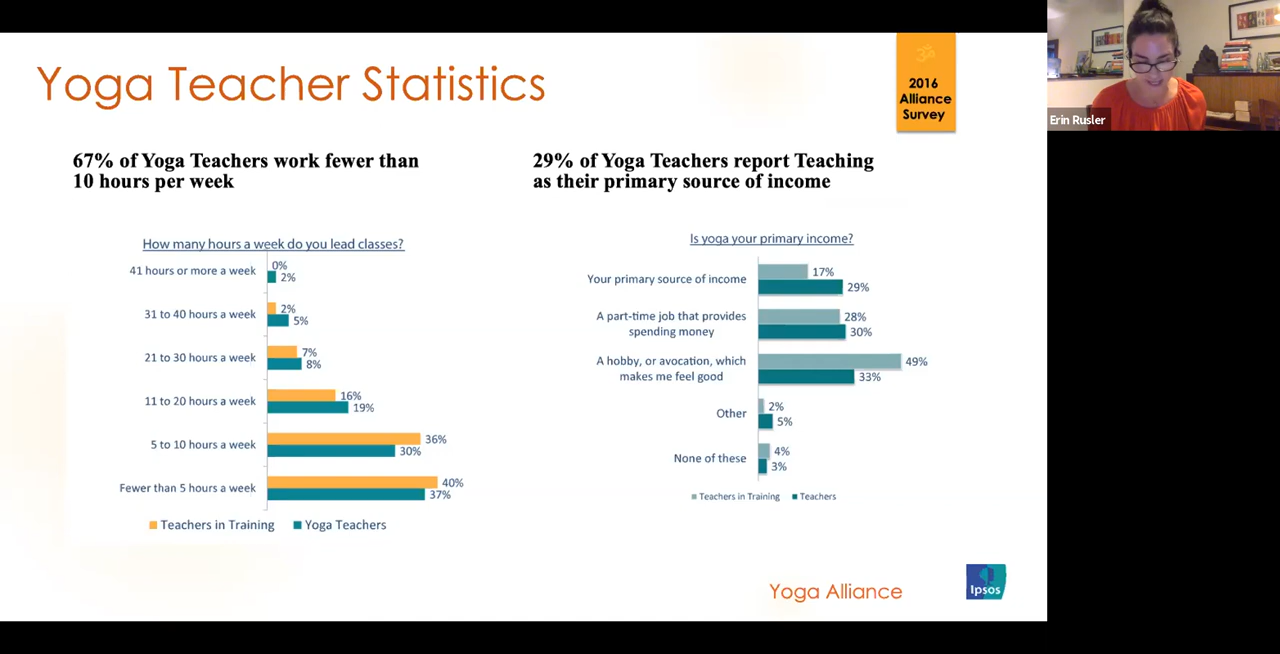 Yoga Teacher Statistics
2016
Alliance
Survey
Erin Rusler
67% of Yoga Teachers work fewer than
10 hours per week
How many hours a week do you lead classes?
41 hours or more a week
0%
2%
31 to 40 hours a week
2%
5%
21 to 30 hours a week
7%
8%
11 to 20 hours a week
16%
19%
5 to 10 hours a week
36%
30%
Fewer than 5 hours a week
40%
37%
Teachers in Training
Yoga Teachers
29% of Yoga Teachers report Teaching
as their primary source of income
Is yoga your primary income?
Your primary source of income
17%
29%
A part-time job that provides
spending money
28%
30%
A hobby, or avocation, which
makes me feel good
49%
33%
Other
2%
5%
None of these
4%
3%
Teachers in Training
Teachers
Yoga Alliance
Ipsos